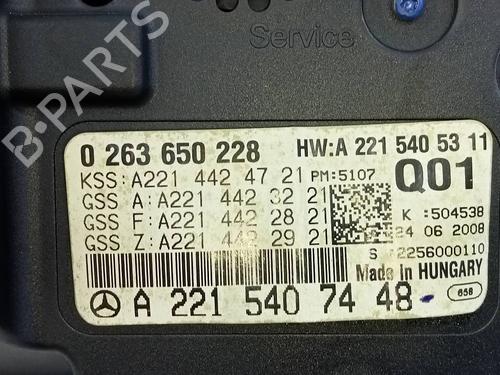 Service
B-PARTS
0 263 650 228 HW:A 221 540 53 11
KSS:A221 442 47 21 PM:5107 Q01
GSS A:A221 442 32 21
GSS F:A221 442 28 21 K :504538
GSS Z:A221 442 29 21 24 06 2008
S :2256000110
Made in HUNGARY
A 221 540 74 48 658